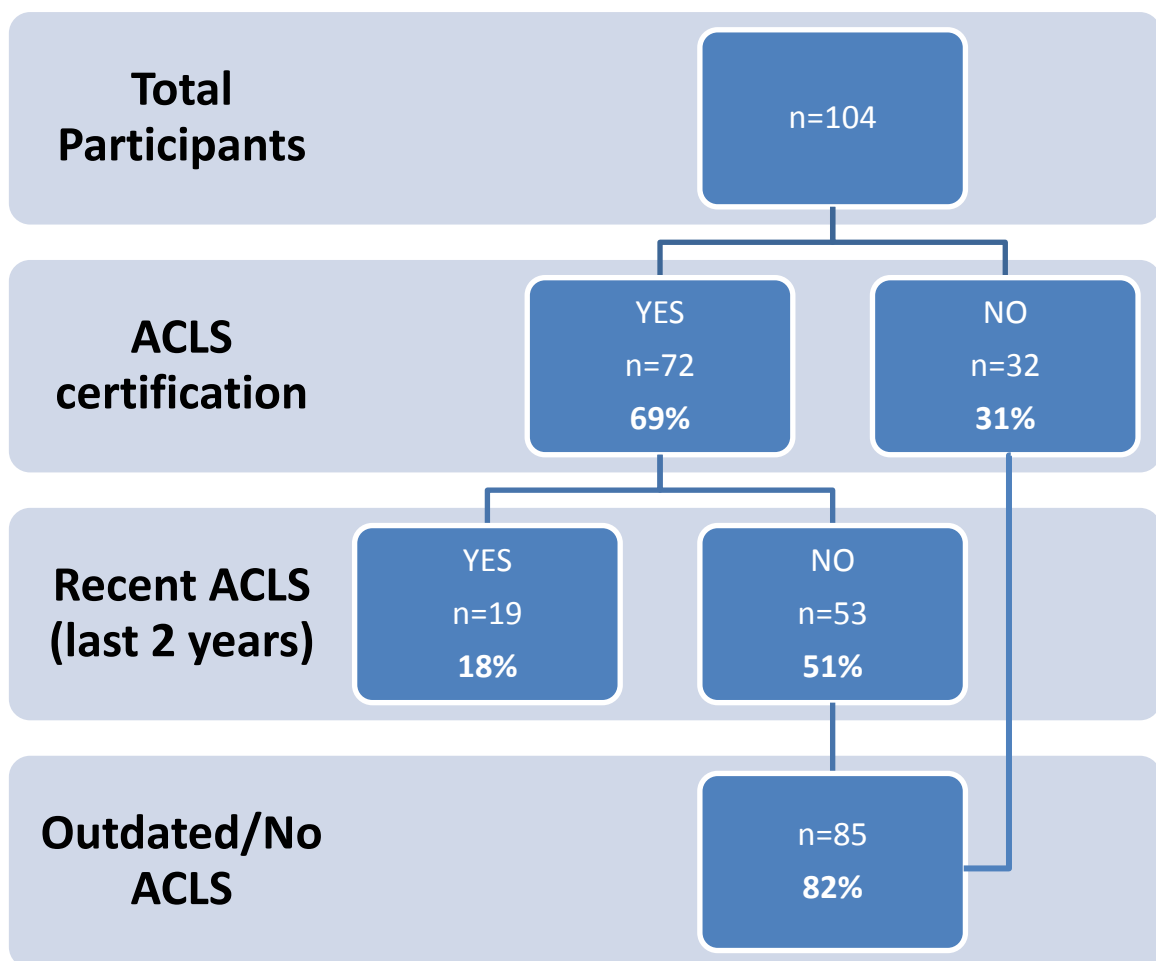 Total
Participants
n=104
ACLS
certification
YES
n=72
69%
NO
n=32
31%
Recent ACLS
(last 2 years)
YES
n=19
18%
NO
n=53
51%
Outdated/No
ACLS
n=85
82%